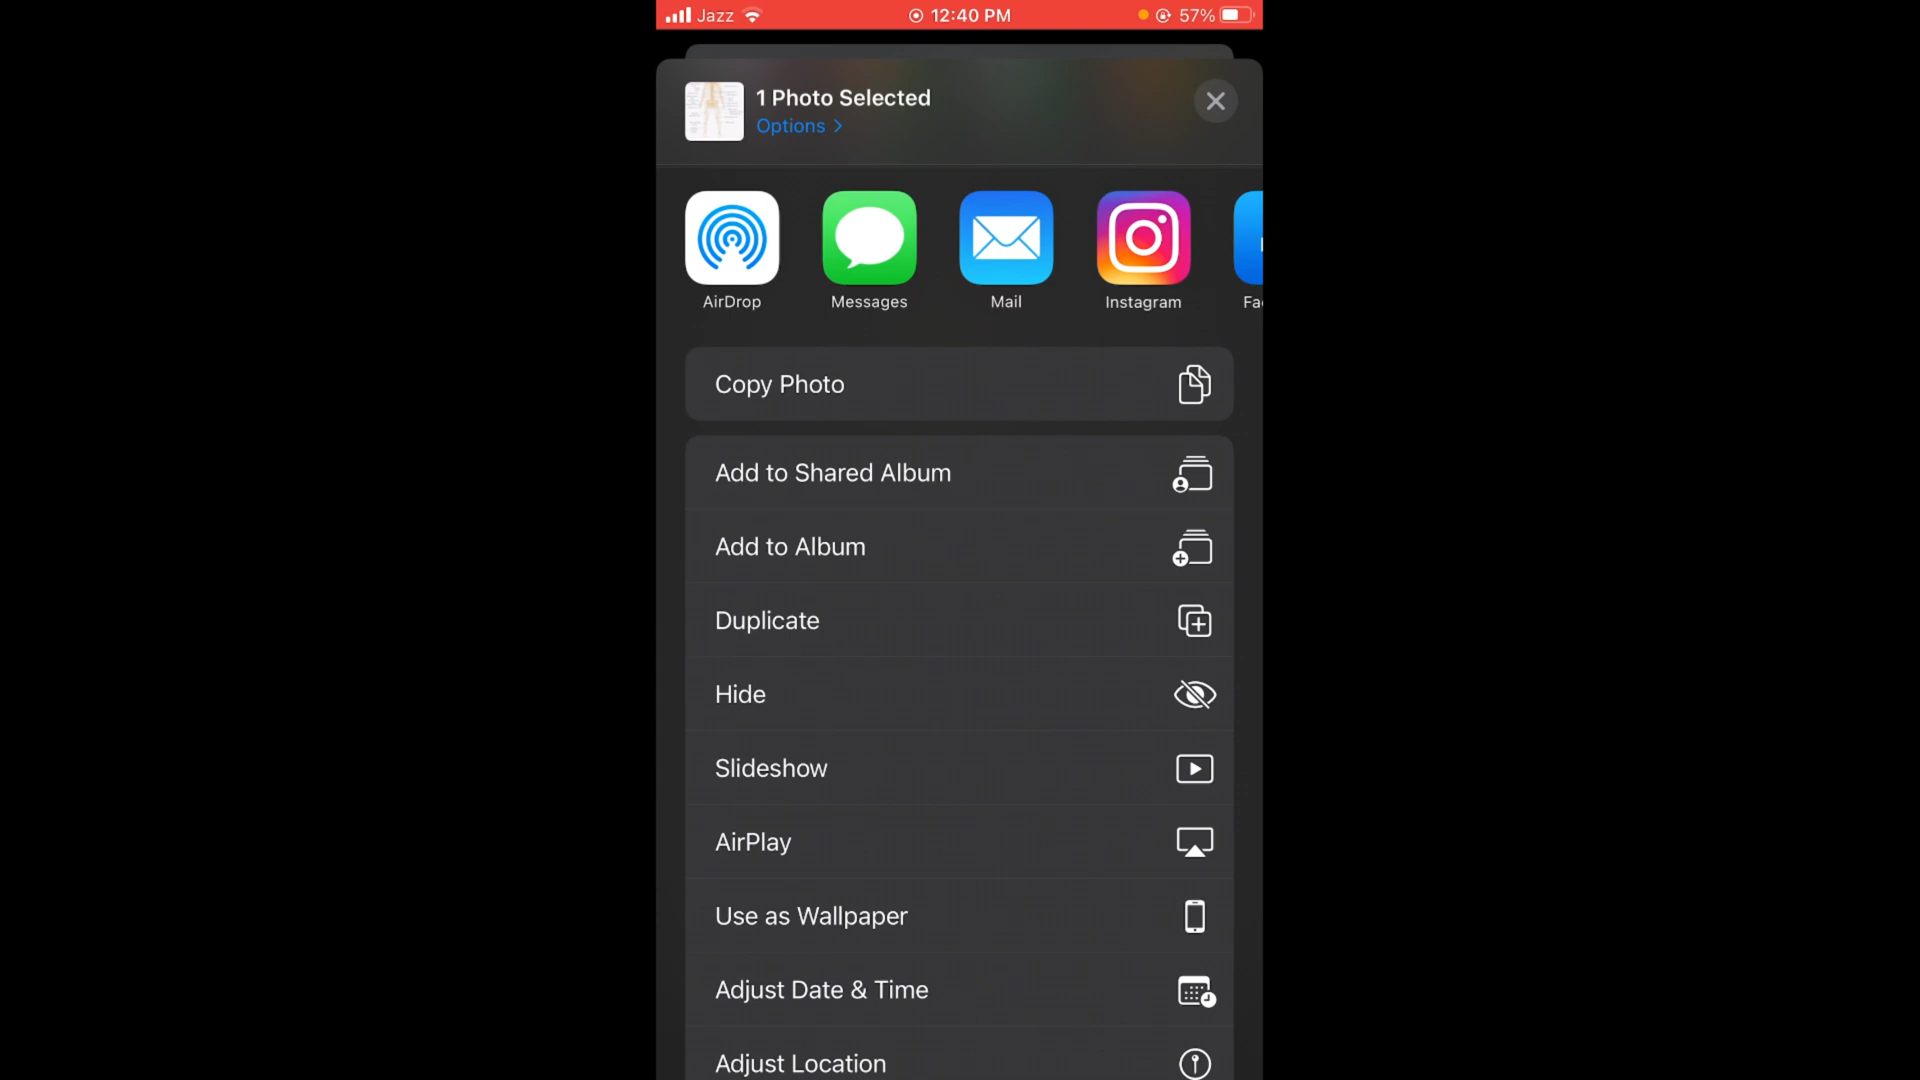 Jazz 12:40 PM 57%
1 Photo Selected
Options
AirDrop Messages Mail Instagram
Copy Photo
Add to Shared Album
Add to Album
Duplicate
Hide
Slideshow
AirPlay
Use as Wallpaper
Adjust Date & Time
Adjust Location